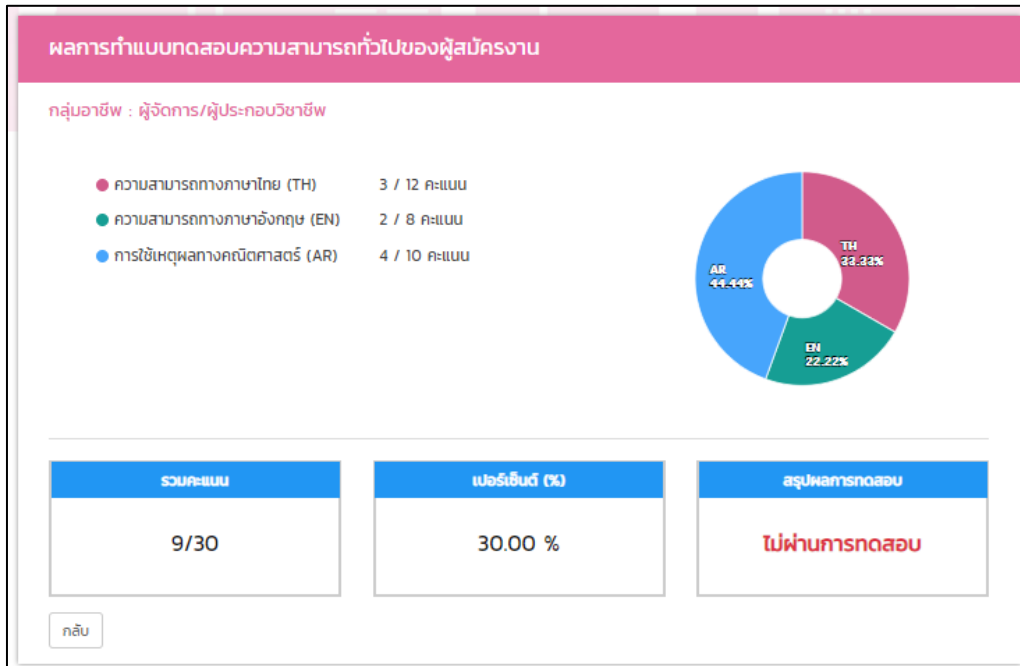 ผลการทำแบบทดสอบความสามารถทั่วไปของผู้สมัครงาน
กลุ่มอาชีพ : ผู้จัดการ/ผู้ประกอบวิชาชีพ
ความสามารถทางภาษาไทย (TH) 3 / 12 คะแนน
ความสามารถทางภาษาอังกฤษ (EN) 2 / 8 คะแนน
การใช้เหตุผลทางคณิตศาสตร์ (AR) 4 / 10 คะแนน
TH
33.33%
AR
44.44%
EN
22.22%
รวมคะแนน
9/30
เปอร์เซ็นต์ (%)
30.00 %
สรุปผลการทดสอบ
ไม่ผ่านการทดสอบ
กลับ